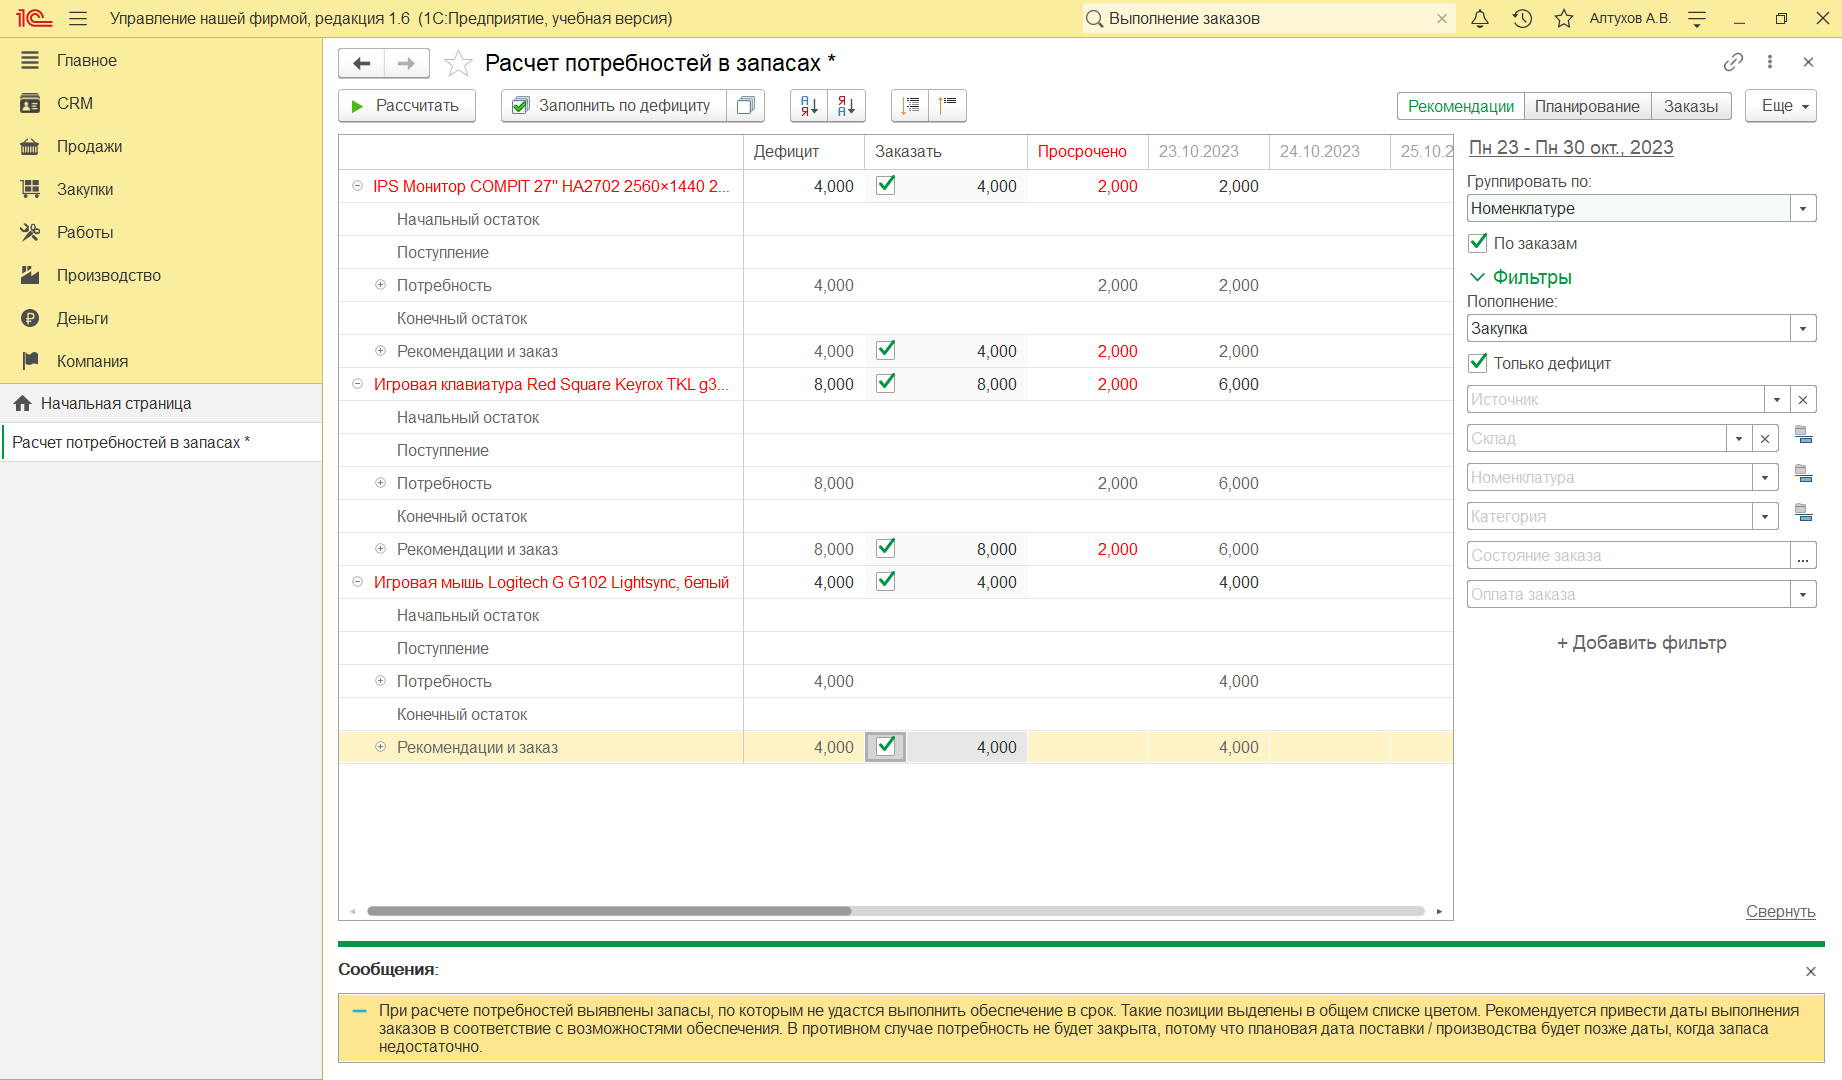 1С Управление нашей фирмой, редакция 1.6 (1С:Предприятие, учебная версия) Выполнение заказов Алтухов А.В.
Главное
CRM
Продажи
Закупки
Работы
Производство
Деньги
Компания
Начальная страница
Расчет потребностей в запасах *
Расчет потребностей в запасах *
Рассчитать Заполнить по дефициту Рекомендации Планирование Заказы Еще
Дефицит Заказать Просрочено 23.10.2023 24.10.2023 25.10.2
IPS Монитор COMPIT 27" HA2702 2560×1440 2... 4,000 4,000 2,000 2,000
Начальный остаток
Поступление
Потребность 4,000 2,000 2,000
Конечный остаток
Рекомендации и заказ 4,000 4,000 2,000 2,000
Игровая клавиатура Red Square Keyrox TKL g3... 8,000 8,000 2,000 6,000
Начальный остаток
Поступление
Потребность 8,000 2,000 6,000
Конечный остаток
Рекомендации и заказ 8,000 8,000 2,000 6,000
Игровая мышь Logitech G G102 Lightsync, белый 4,000 4,000 4,000
Начальный остаток
Поступление
Потребность 4,000 4,000
Конечный остаток
Рекомендации и заказ 4,000 4,000 4,000
Пн 23 - Пн 30 окт., 2023
Группировать по:
Номенклатуре
По заказам
Фильтры
Пополнение:
Закупка
Только дефицит
Источник
Склад
Номенклатура
Категория
Состояние заказа ...
Оплата заказа
+ Добавить фильтр
Свернуть
Сообщения:
При расчете потребностей выявлены запасы, по которым не удастся выполнить обеспечение в срок. Такие позиции выделены в общем списке цветом. Рекомендуется привести даты выполнения
заказов в соответствие с возможностями обеспечения. В противном случае потребность не будет закрыта, потому что плановая дата поставки / производства будет позже даты, когда запаса
недостаточно.